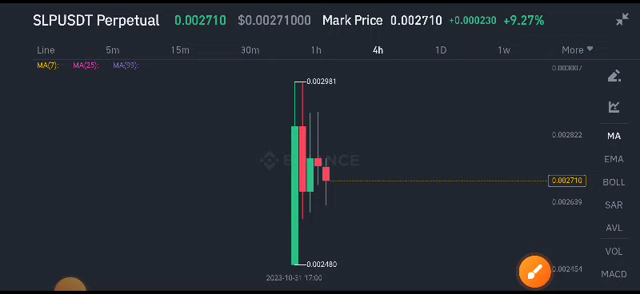 SLPUSDT Perpetual 0.002710 $0.00271000 Mark Price 0.002710 +0.000230 +9.27%
Line 5m 15m 30m 1h 4h 1D 1w More
MA(7): MA(25): MA(99):
0.002981
0.002822
BINANCE
0.002710
0.002639
0.002480
0.002454
2023-10-31 17:00
MA
EMA
BOLL
SAR
AVL
VOL
MACD